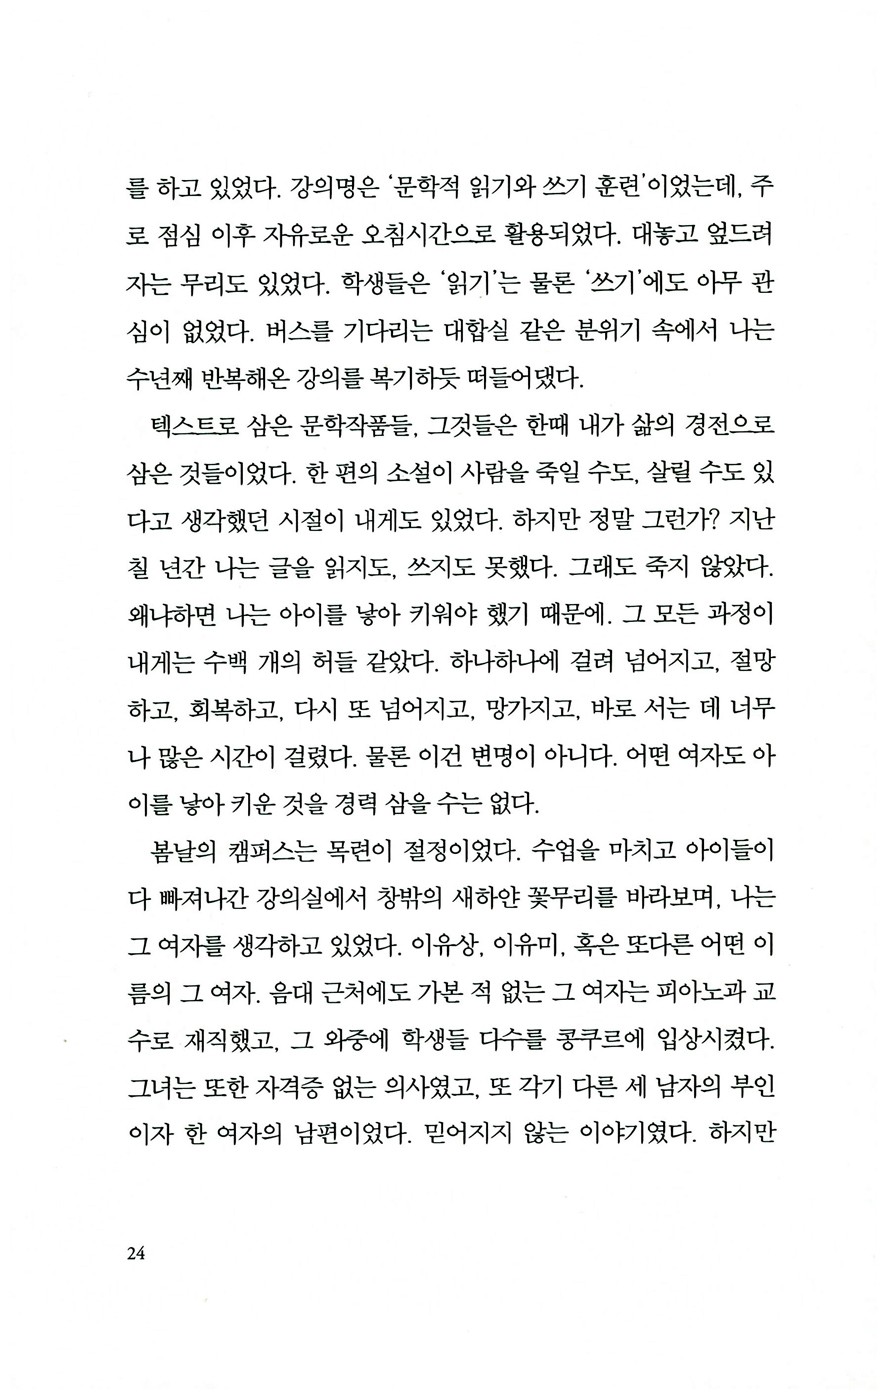 를 하고 있었다. 강의명은 ‘문학적 읽기와 쓰기 훈련’이었는데, 주
로 점심 이후 자유로운 오침시간으로 활용되었다. 대놓고 엎드려
자는 무리도 있었다. 학생들은 ‘읽기’는 물론 ‘쓰기’에도 아무 관
심이 없었다. 버스를 기다리는 대합실 같은 분위기 속에서 나는
수년째 반복해온 강의를 복기하듯 떠들어댔다.
텍스트로 삼은 문학작품들, 그것들은 한때 내가 삶의 경전으로
삼은 것들이었다. 한 편의 소설이 사람을 죽일 수도, 살릴 수도 있
다고 생각했던 시절이 내게도 있었다. 하지만 정말 그런가? 지난
칠 년간 나는 글을 읽지도, 쓰지도 못했다. 그래도 죽지 않았다.
왜냐하면 나는 아이를 낳아 키워야 했기 때문에. 그 모든 과정이
내게는 수백 개의 허들 같았다. 하나하나에 걸려 넘어지고, 절망
하고, 회복하고, 다시 또 넘어지고, 망가지고, 바로 서는 데 너무
나 많은 시간이 걸렸다. 물론 이건 변명이 아니다. 어떤 여자도 아
이를 낳아 키운 것을 경력 삼을 수는 없다.
봄날의 캠퍼스는 목련이 절정이었다. 수업을 마치고 아이들이
다 빠져나간 강의실에서 창밖의 새하얀 꽃무리를 바라보며, 나는
그 여자를 생각하고 있었다. 이유상, 이유미, 혹은 또다른 어떤 이
름의 그 여자. 음대 근처에도 가본 적 없는 그 여자는 피아노과 교
수로 재직했고, 그 와중에 학생들 다수를 콩쿠르에 입상시켰다.
그녀는 또한 자격증 없는 의사였고, 또 각기 다른 세 남자의 부인
이자 한 여자의 남편이었다. 믿어지지 않는 이야기였다. 하지만
24